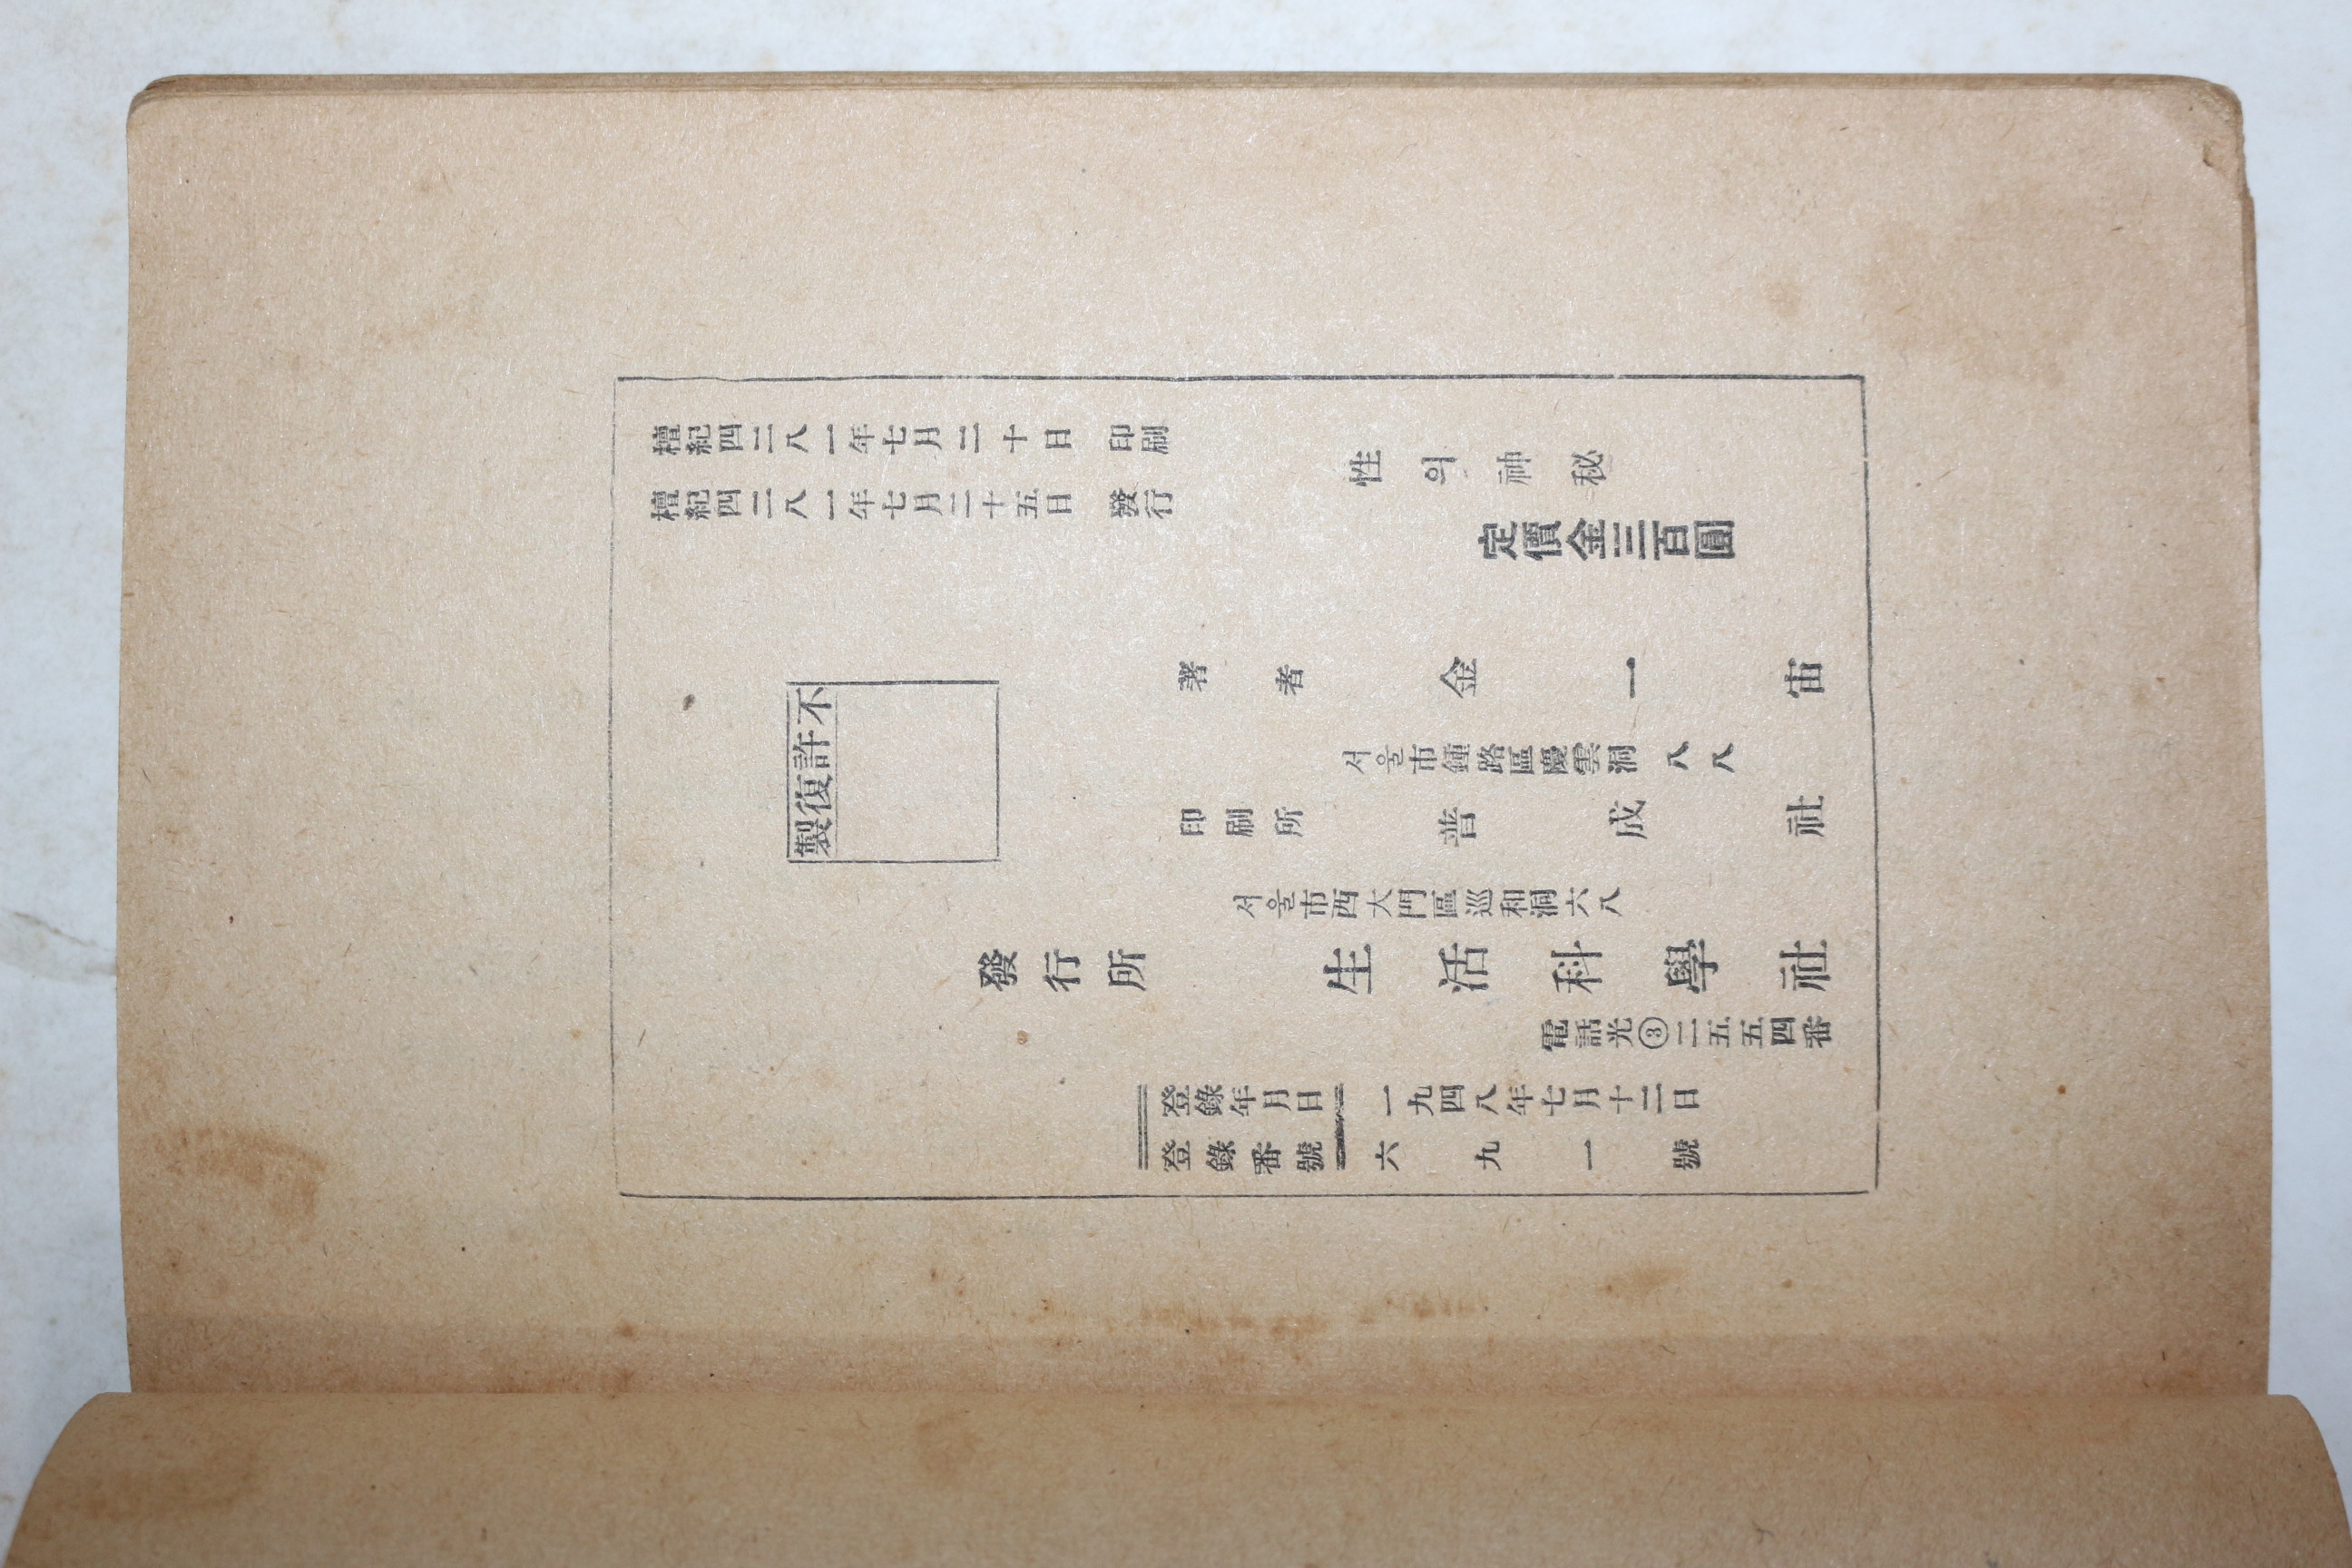 檀紀四二八一年七月二十日 印刷
檀紀四二八一年七月二十五日 發行
性의神秘
定價金三百圓
不許復製
著者 金一宙
서울市鍾路區慶雲洞八八
印刷所 普成社
서울市西大門區巡和洞六八
發行所 生活科學社
電話光③二五五四番
登錄年月日 一九四八年七月十二日
登錄番號 六九一號